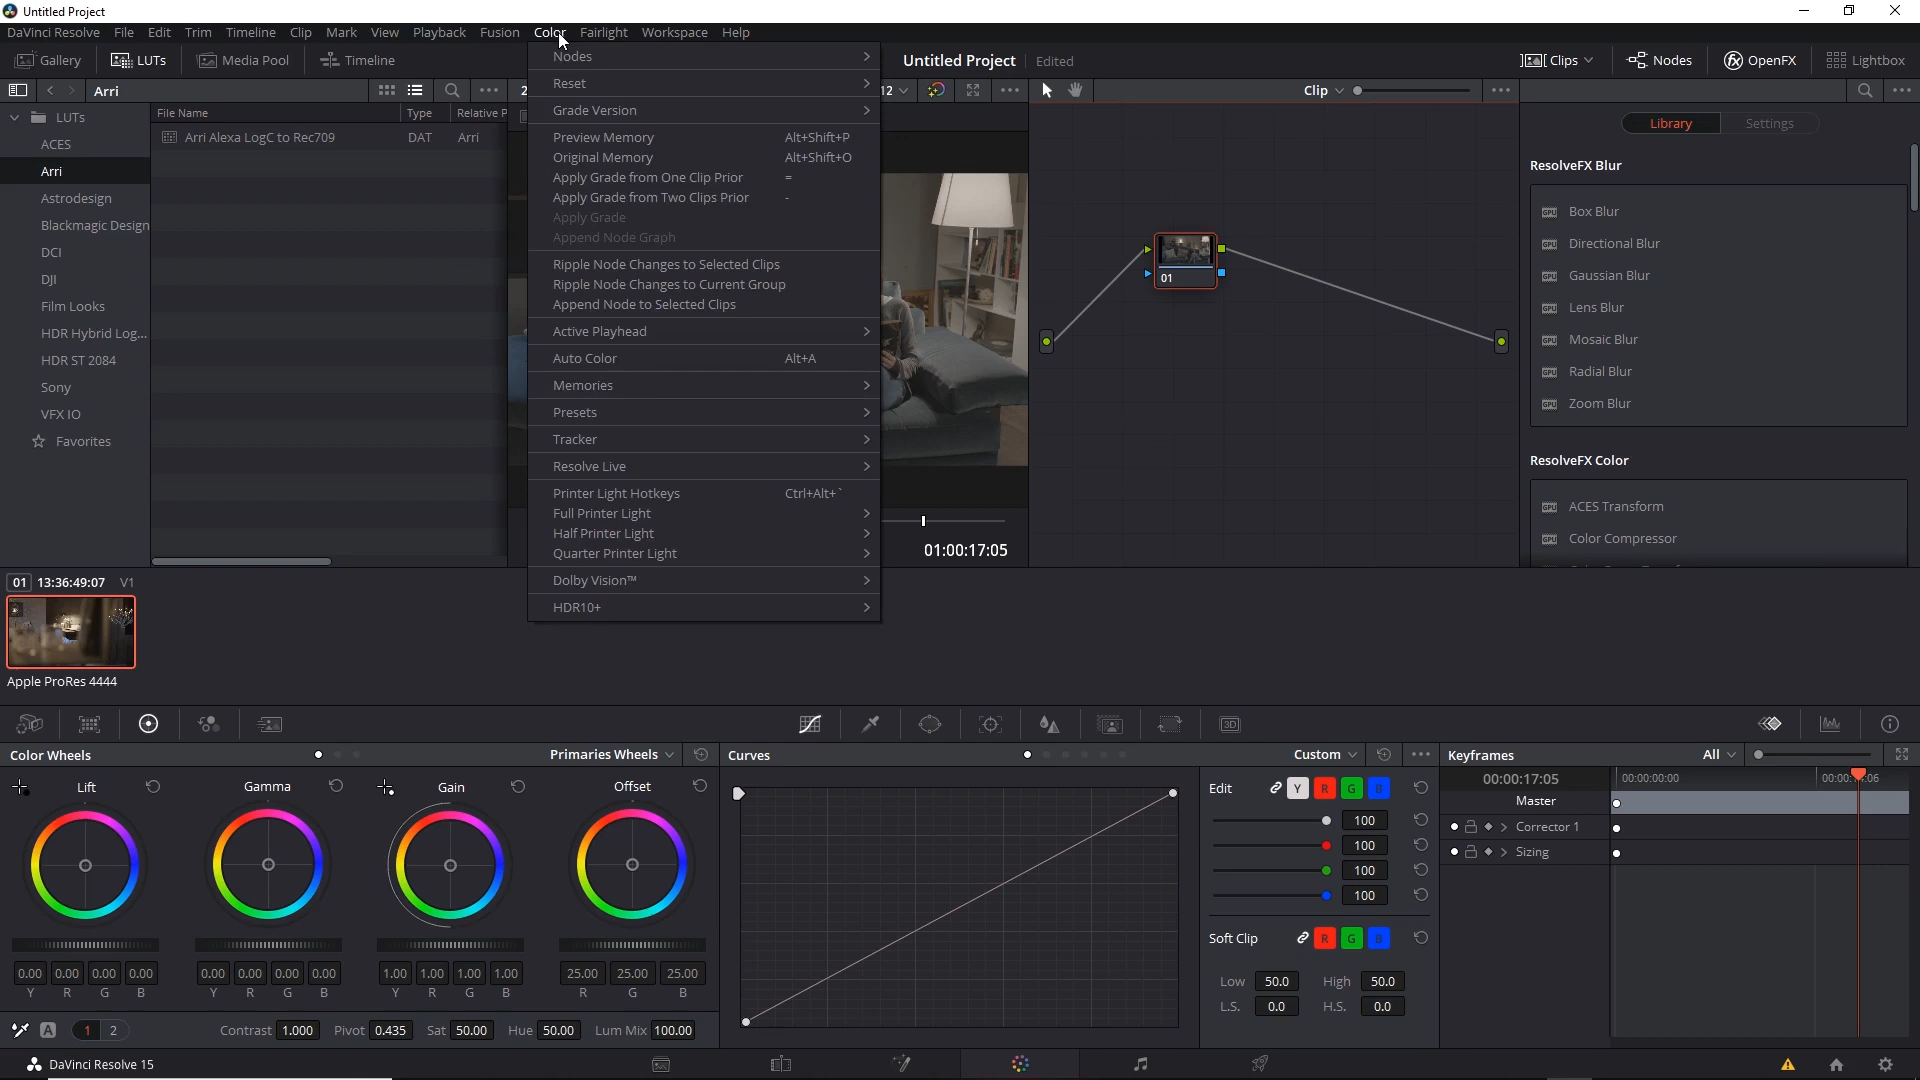 Untitled Project
DaVinci Resolve File Edit Trim Timeline Clip Mark View Playback Fusion Color Fairlight Workspace Help
Gallery LUTs Media Pool Timeline
Untitled Project Edited
Clips Nodes OpenFX Lightbox
Arri
12
Clip
File Name Type Relative P
LUTs
ACES
Arri
Astrodesign
Blackmagic Design
DCI
DJI
Film Looks
HDR Hybrid Log...
HDR ST 2084
Sony
VFX IO
Favorites
Arri Alexa LogC to Rec709 DAT Arri
Nodes
Reset
Grade Version
Preview Memory Alt+Shift+P
Original Memory Alt+Shift+O
Apply Grade from One Clip Prior =
Apply Grade from Two Clips Prior -
Apply Grade
Append Node Graph
Ripple Node Changes to Selected Clips
Ripple Node Changes to Current Group
Append Node to Selected Clips
Active Playhead
Auto Color Alt+A
Memories
Presets
Tracker
Resolve Live
Printer Light Hotkeys Ctrl+Alt+`
Full Printer Light
Half Printer Light
Quarter Printer Light
Dolby Vision™
HDR10+
01:00:17:05
01
Library Settings
ResolveFX Blur
GPU Box Blur
GPU Directional Blur
GPU Gaussian Blur
GPU Lens Blur
GPU Mosaic Blur
GPU Radial Blur
GPU Zoom Blur
ResolveFX Color
GPU ACES Transform
GPU Color Compressor
01 13:36:49:07 V1
Apple ProRes 4444
3D
Color Wheels Primaries Wheels
Lift Gamma Gain Offset
0.00 0.00 0.00 0.00 0.00 0.00 0.00 0.00 1.00 1.00 1.00 1.00 25.00 25.00 25.00
Y R G B Y R G B Y R G B R G B
A 1 2 Contrast 1.000 Pivot 0.435 Sat 50.00 Hue 50.00 Lum Mix 100.00
Curves Custom
Edit Y R G B
100
100
100
100
Soft Clip R G B
Low 50.0 High 50.0
L.S. 0.0 H.S. 0.0
Keyframes All
00:00:17:05 00:00:00:00
Master
Corrector 1
Sizing
DaVinci Resolve 15